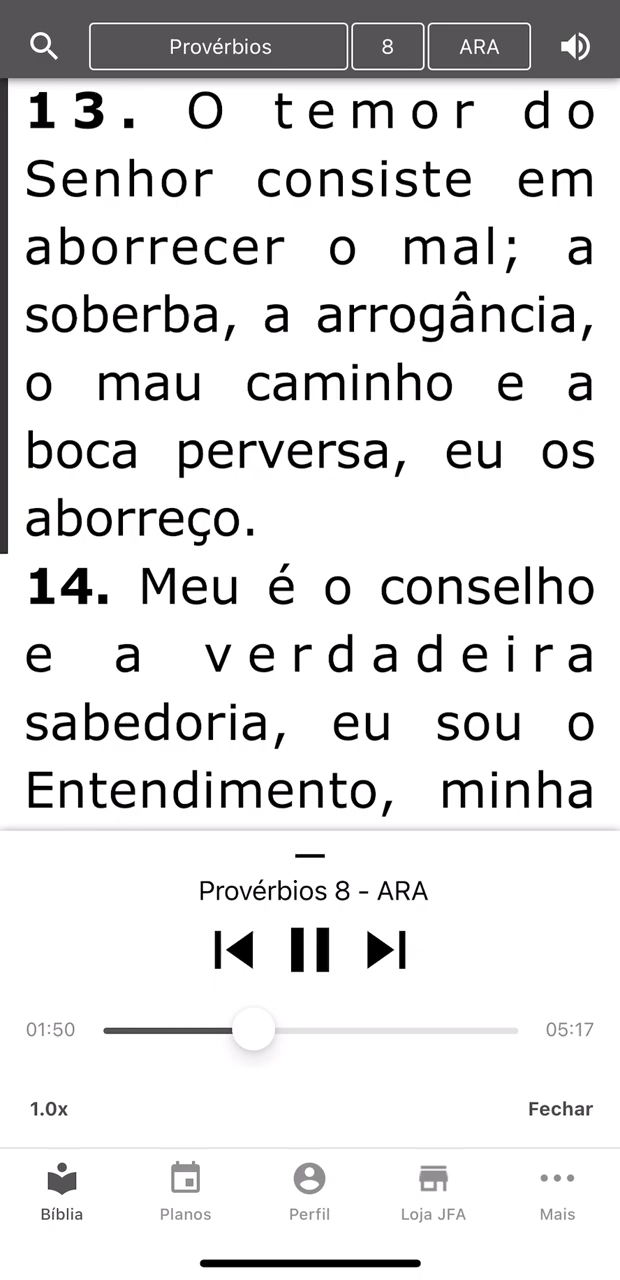 Provérbios 8 ARA
13. O temor do
Senhor consiste em
aborrecer o mal; a
soberba, a arrogância,
o mau caminho e a
boca perversa, eu os
aborreço.
14. Meu é o conselho
e a verdadeira
sabedoria, eu sou o
Entendimento, minha
Provérbios 8 - ARA
01:50 05:17
1.0x Fechar
Bíblia Planos Perfil Loja JFA Mais